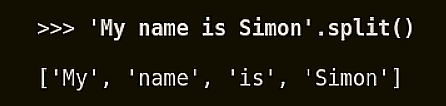 >>> 'My name is Simon'.split()
['My', 'name', 'is', 'Simon']